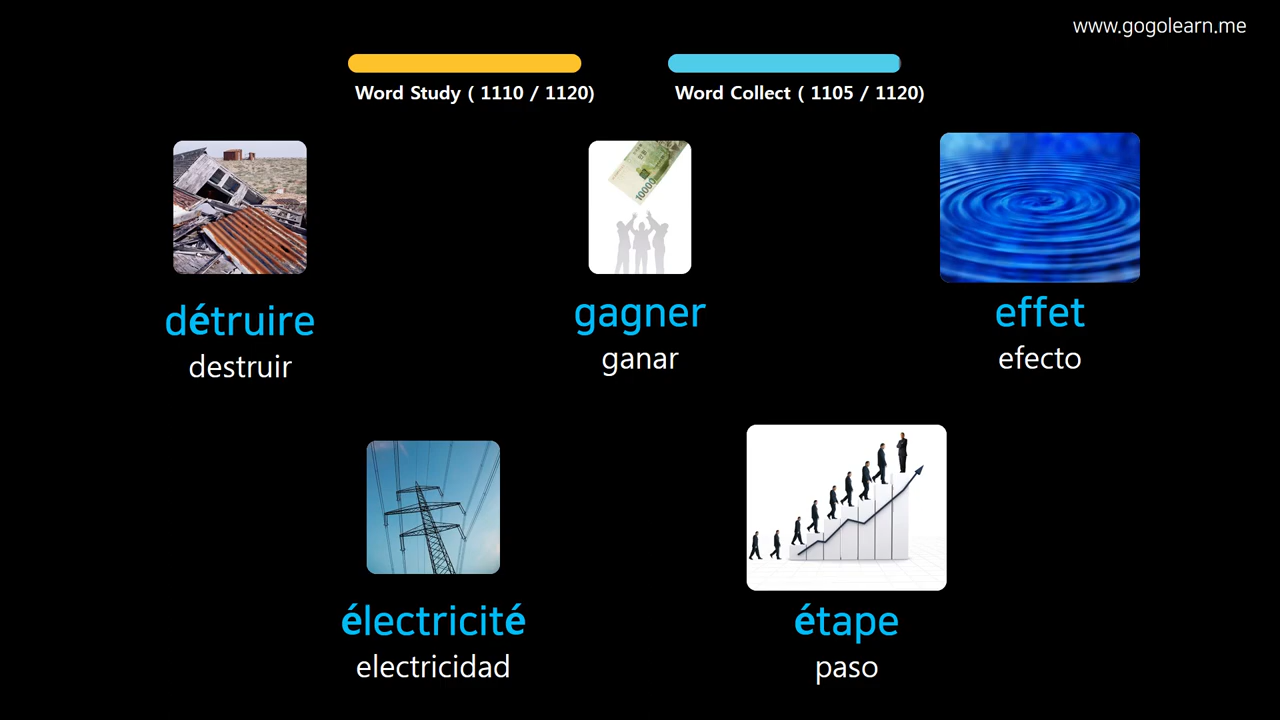 www.gogolearn.me
Word Study ( 1110 / 1120)
Word Collect ( 1105 / 1120)
10000
détruire
destruir
gagner
ganar
effet
efecto
électricité
electricidad
étape
paso